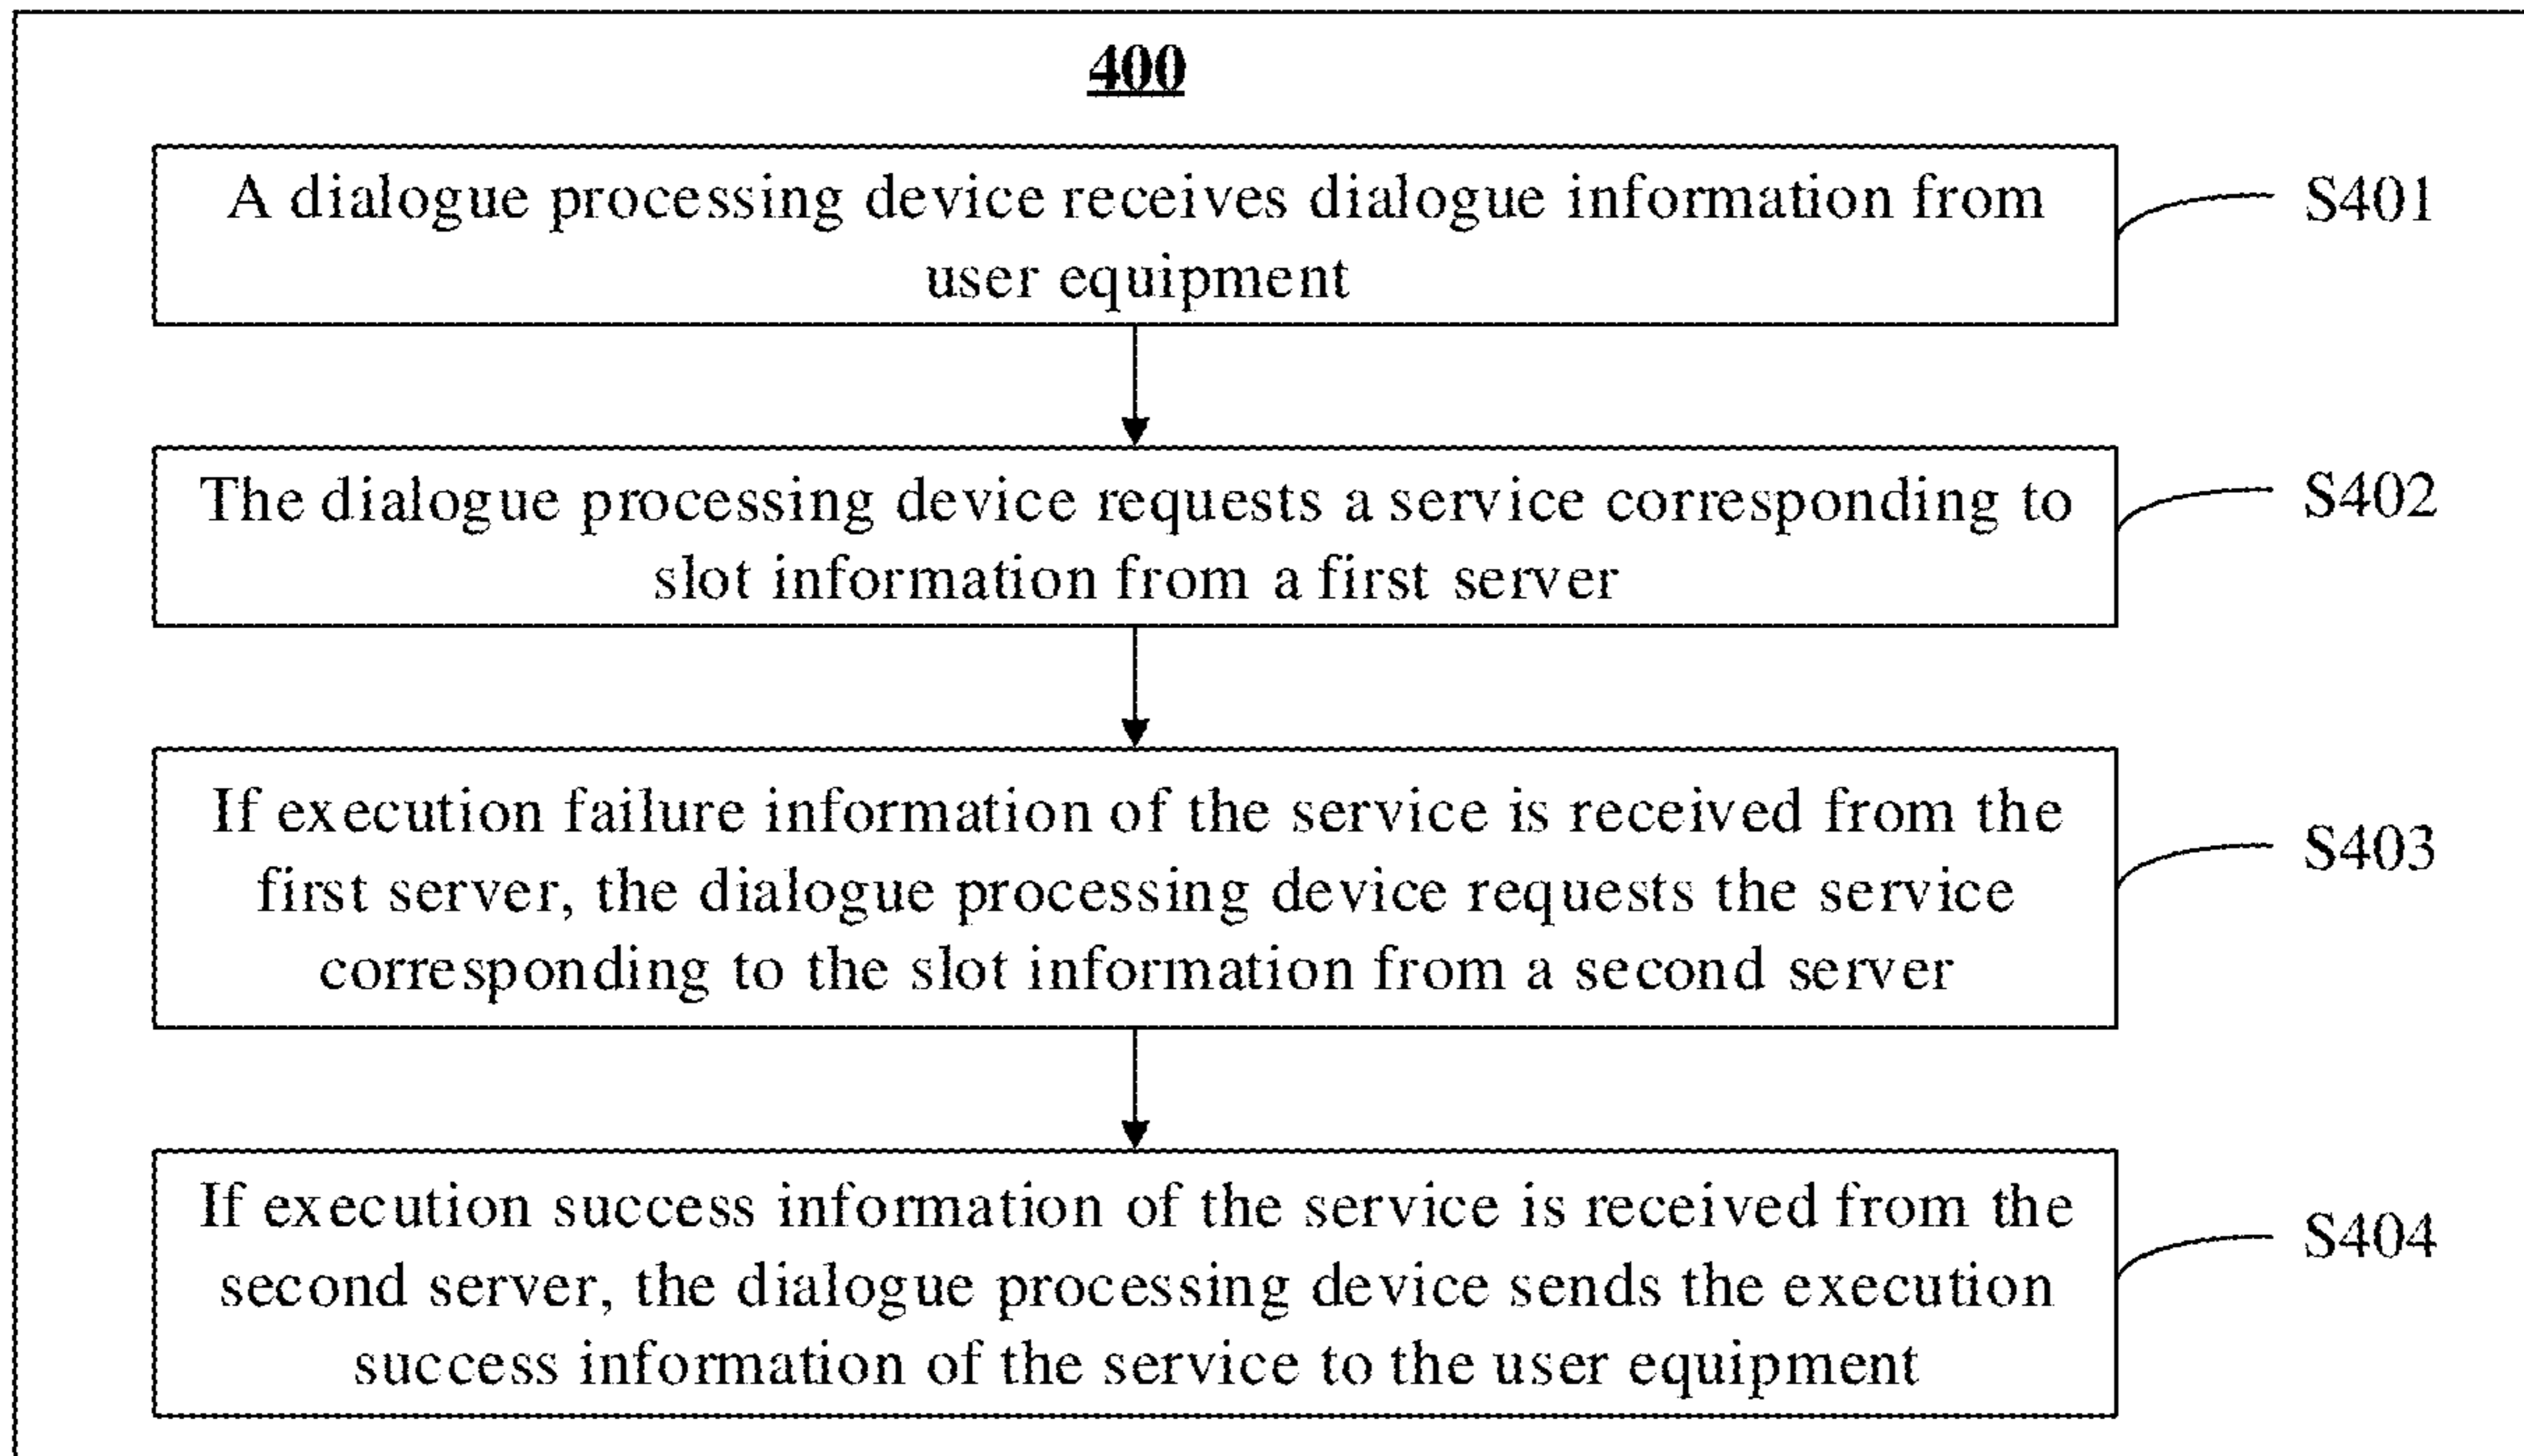 400
A dialogue processing device receives dialogue information from
user equipment
S401
The dialogue processing device requests a service corresponding to
slot information from a first server
S402
If execution failure information of the service is received from the
first server, the dialogue processing device requests the service
corresponding to the slot information from a second server
S403
If execution success information of the service is received from the
second server, the dialogue processing device sends the execution
success information of the service to the user equipment
S404